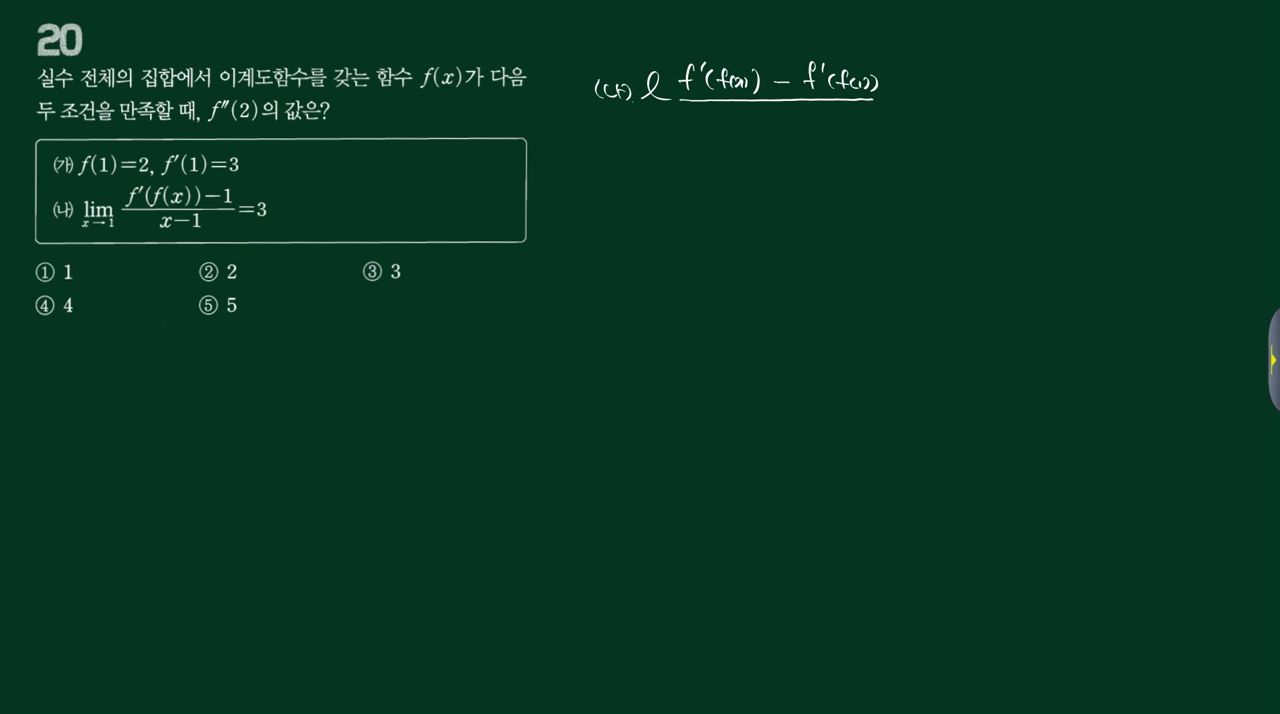 20
실수 전체의 집합에서 이계도함수를 갖는 함수 f(x)가 다음
두 조건을 만족할 때, f″(2)의 값은?
㈎ f(1)=2, f′(1)=3
㈏ lim x→1 f′(f(x))−1 / x−1 =3
① 1 ② 2 ③ 3
④ 4 ⑤ 5
(나). l f′(f(x)) − f′(f(1))